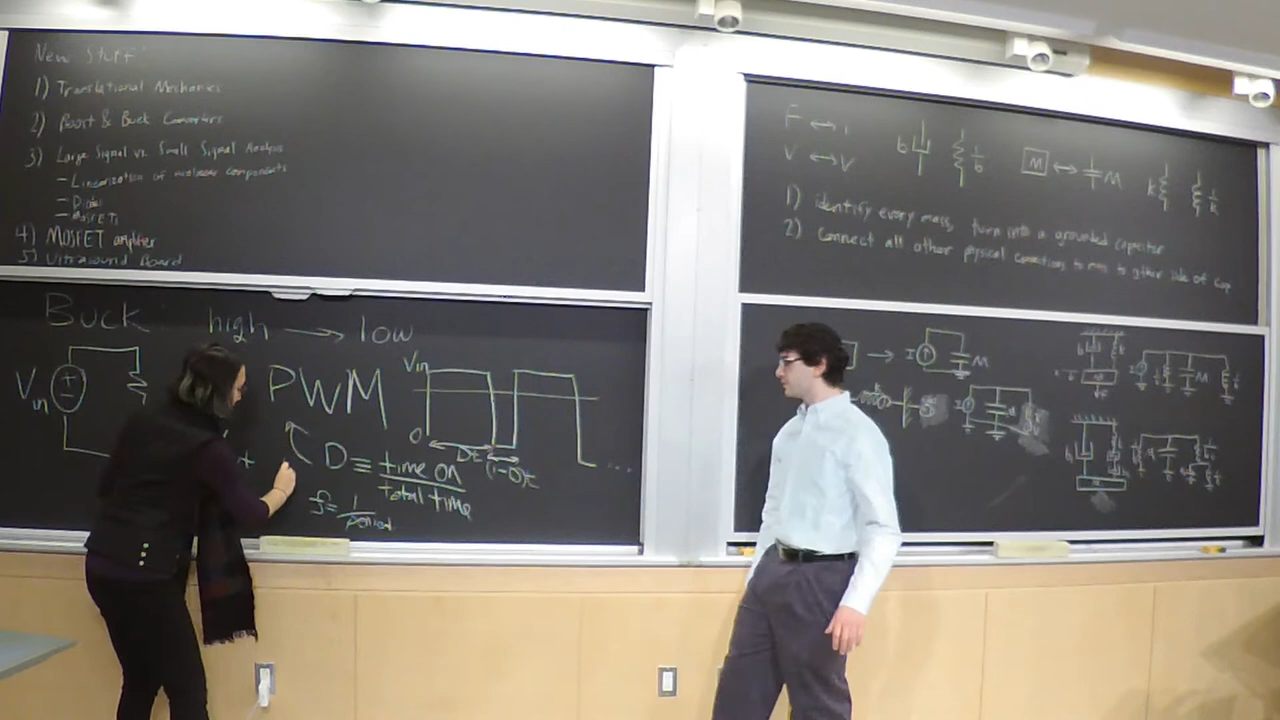 New Stuff
1) Translational Mechanics
2) Boost & Buck Converters
3) Large Signal vs. Small Signal Analysis
– Linearization of nonlinear components
– Diodes
– MOSFETs
4) MOSFET amplifier
5) Ultrasound Board
Buck high → low
Vin
PWM
Vin
0
Dt (1-D)t ...
D ≡ time on / total time
f = 1 / period
F ↔ I
V ↔ V
b 1/b M ↔ M k 1/k
1) identify every mass, turn into a grounded capacitor
2) Connect all other physical connections to mass to other side of cap
→ I M